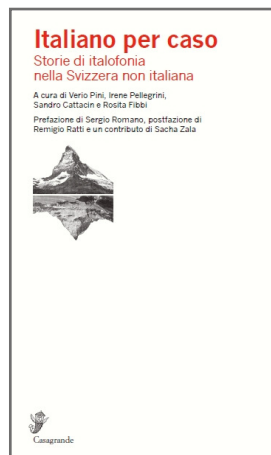 Italiano per caso
Storie di italofonia
nella Svizzera non italiana
A cura di Verio Pini, Irene Pellegrini,
Sandro Cattacin e Rosita Fibbi
Prefazione di Sergio Romano, postfazione di
Remigio Ratti e un contributo di Sacha Zala
Casagrande